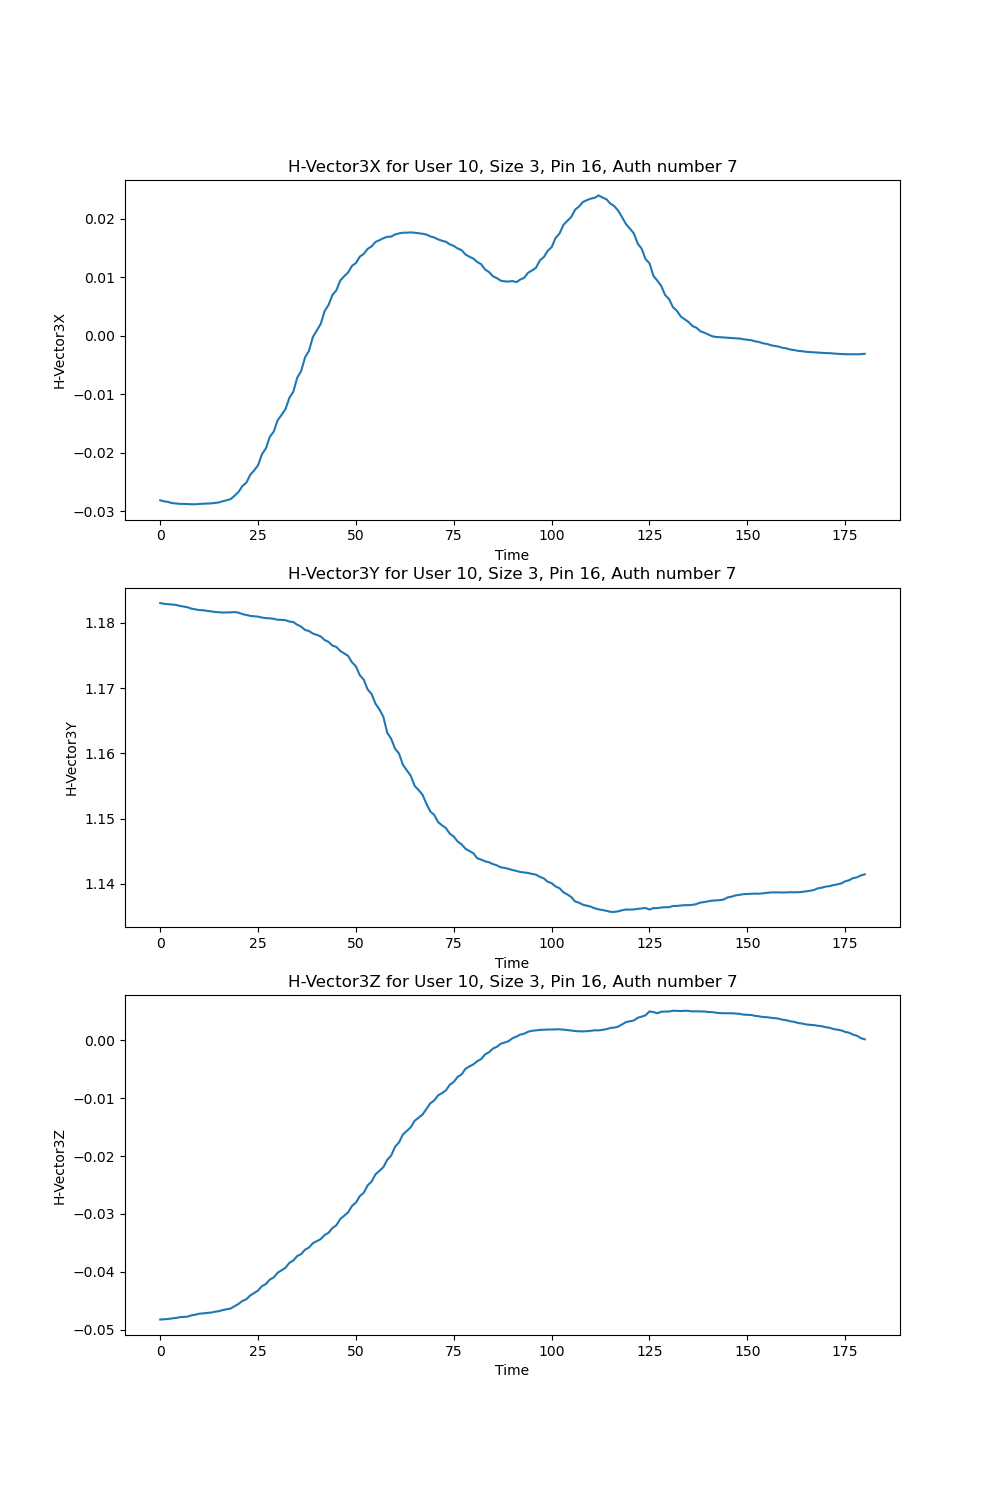 H-Vector3X for User 10, Size 3, Pin 16, Auth number 7
H-Vector3X
0.02
0.01
0.00
−0.01
−0.02
−0.03
0 25 50 75 100 125 150 175
Time
H-Vector3Y for User 10, Size 3, Pin 16, Auth number 7
H-Vector3Y
1.18
1.17
1.16
1.15
1.14
0 25 50 75 100 125 150 175
Time
H-Vector3Z for User 10, Size 3, Pin 16, Auth number 7
H-Vector3Z
0.00
−0.01
−0.02
−0.03
−0.04
−0.05
0 25 50 75 100 125 150 175
Time